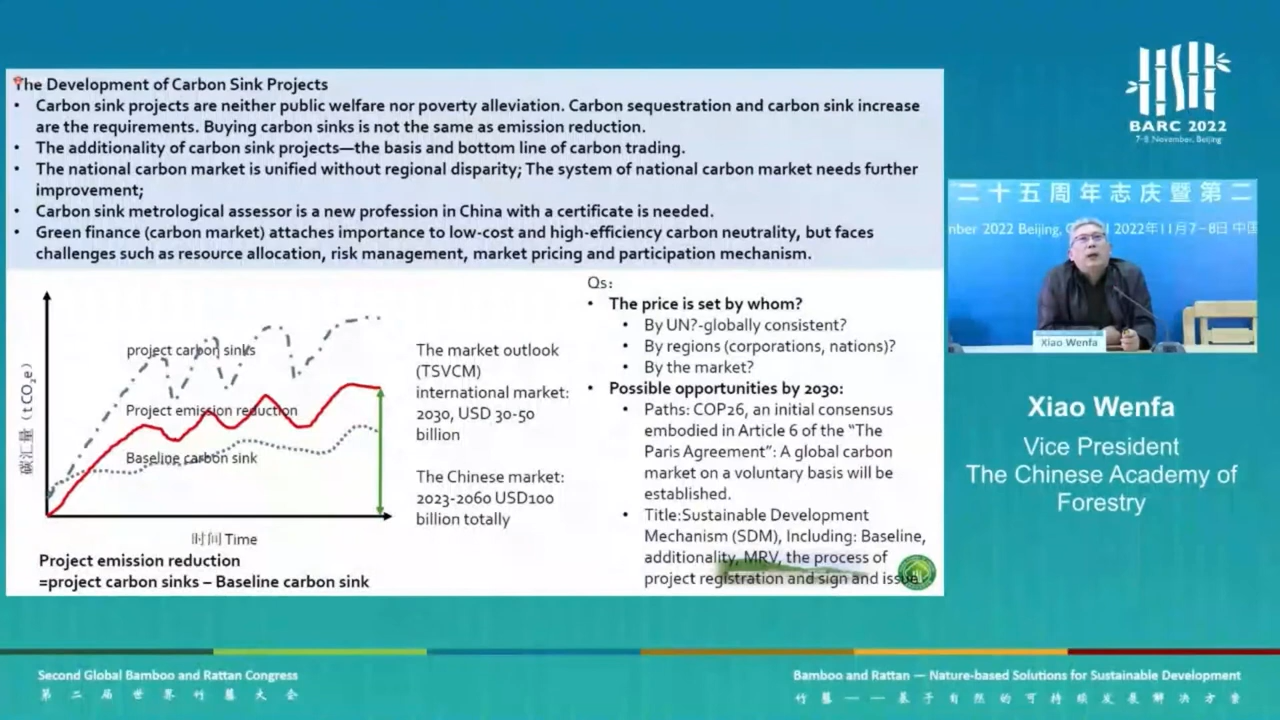 The Development of Carbon Sink Projects
• Carbon sink projects are neither public welfare nor poverty alleviation. Carbon sequestration and carbon sink increase
are the requirements. Buying carbon sinks is not the same as emission reduction.
• The additionality of carbon sink projects—the basis and bottom line of carbon trading.
• The national carbon market is unified without regional disparity; The system of national carbon market needs further
improvement;
• Carbon sink metrological assessor is a new profession in China with a certificate is needed.
• Green finance (carbon market) attaches importance to low-cost and high-efficiency carbon neutrality, but faces
challenges such as resource allocation, risk management, market pricing and participation mechanism.
碳汇量 (t CO₂e)
project carbon sinks
Project emission reduction
Baseline carbon sink
时间 Time
Project emission reduction
=project carbon sinks – Baseline carbon sink
The market outlook
(TSVCM)
international market:
2030, USD 30-50
billion
The Chinese market:
2023-2060 USD100
billion totally
Qs:
• The price is set by whom?
• By UN?-globally consistent?
• By regions (corporations, nations)?
• By the market?
• Possible opportunities by 2030:
• Paths: COP26, an initial consensus
embodied in Article 6 of the “The
Paris Agreement”: A global carbon
market on a voluntary basis will be
established.
• Title:Sustainable Development
Mechanism (SDM), Including: Baseline,
additionality, MRV, the process of
project registration and sign and issue
BARC 2022
7-8 November, Beijing
二十五周年志庆暨第二
mber 2022 Beijing, 2022年11月7-8日 中国
Xiao Wenfa
Xiao Wenfa
Vice President
The Chinese Academy of
Forestry
Second Global Bamboo and Rattan Congress
第二届世界竹藤大会
Bamboo and Rattan — Nature-based Solutions for Sustainable Development
竹藤——基于自然的可持续发展解决方案